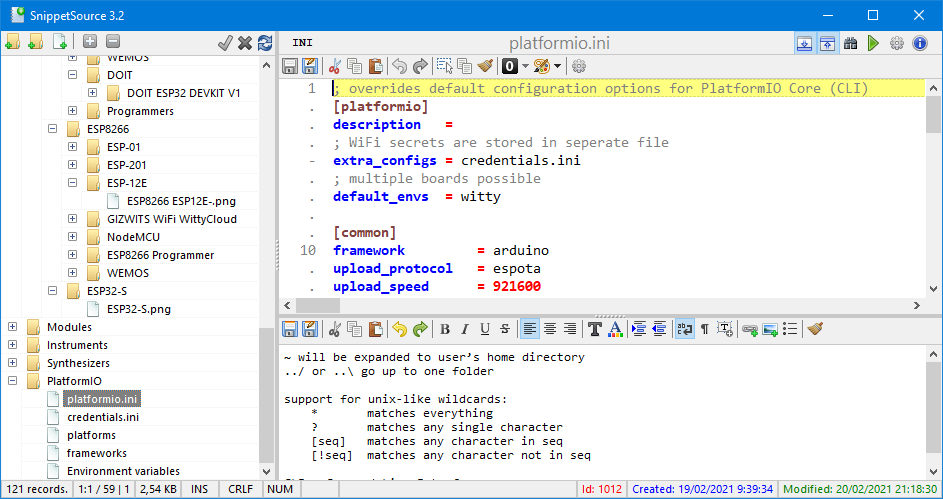 SnippetSource 3.2
INI
platformio.ini
WEMOS
DOIT
DOIT ESP32 DEVKIT V1
Programmers
ESP8266
ESP-01
ESP-201
ESP-12E
ESP8266 ESP12E-.png
GIZWITS WiFi WittyCloud
NodeMCU
ESP8266 Programmer
WEMOS
ESP32-S
ESP32-S.png
Modules
Instruments
Synthesizers
PlatformIO
platformio.ini
credentials.ini
platforms
frameworks
Environment variables
0
1 ; overrides default configuration options for PlatformIO Core (CLI)
. [platformio]
. description =
. ; WiFi secrets are stored in seperate file
- extra_configs = credentials.ini
. ; multiple boards possible
. default_envs = witty
.
. [common]
10 framework = arduino
. upload_protocol = espota
. upload_speed = 921600
B I U S T A ab c T
~ will be expanded to user’s home directory
../ or ..\ go up to one folder
support for unix-like wildcards:
* matches everything
? matches any single character
[seq] matches any character in seq
[!seq] matches any character not in seq
121 records. 1:1 / 59 | 1 2,54 KB INS CRLF NUM Id: 1012 Created: 19/02/2021 9:39:34 Modified: 20/02/2021 21:18:30